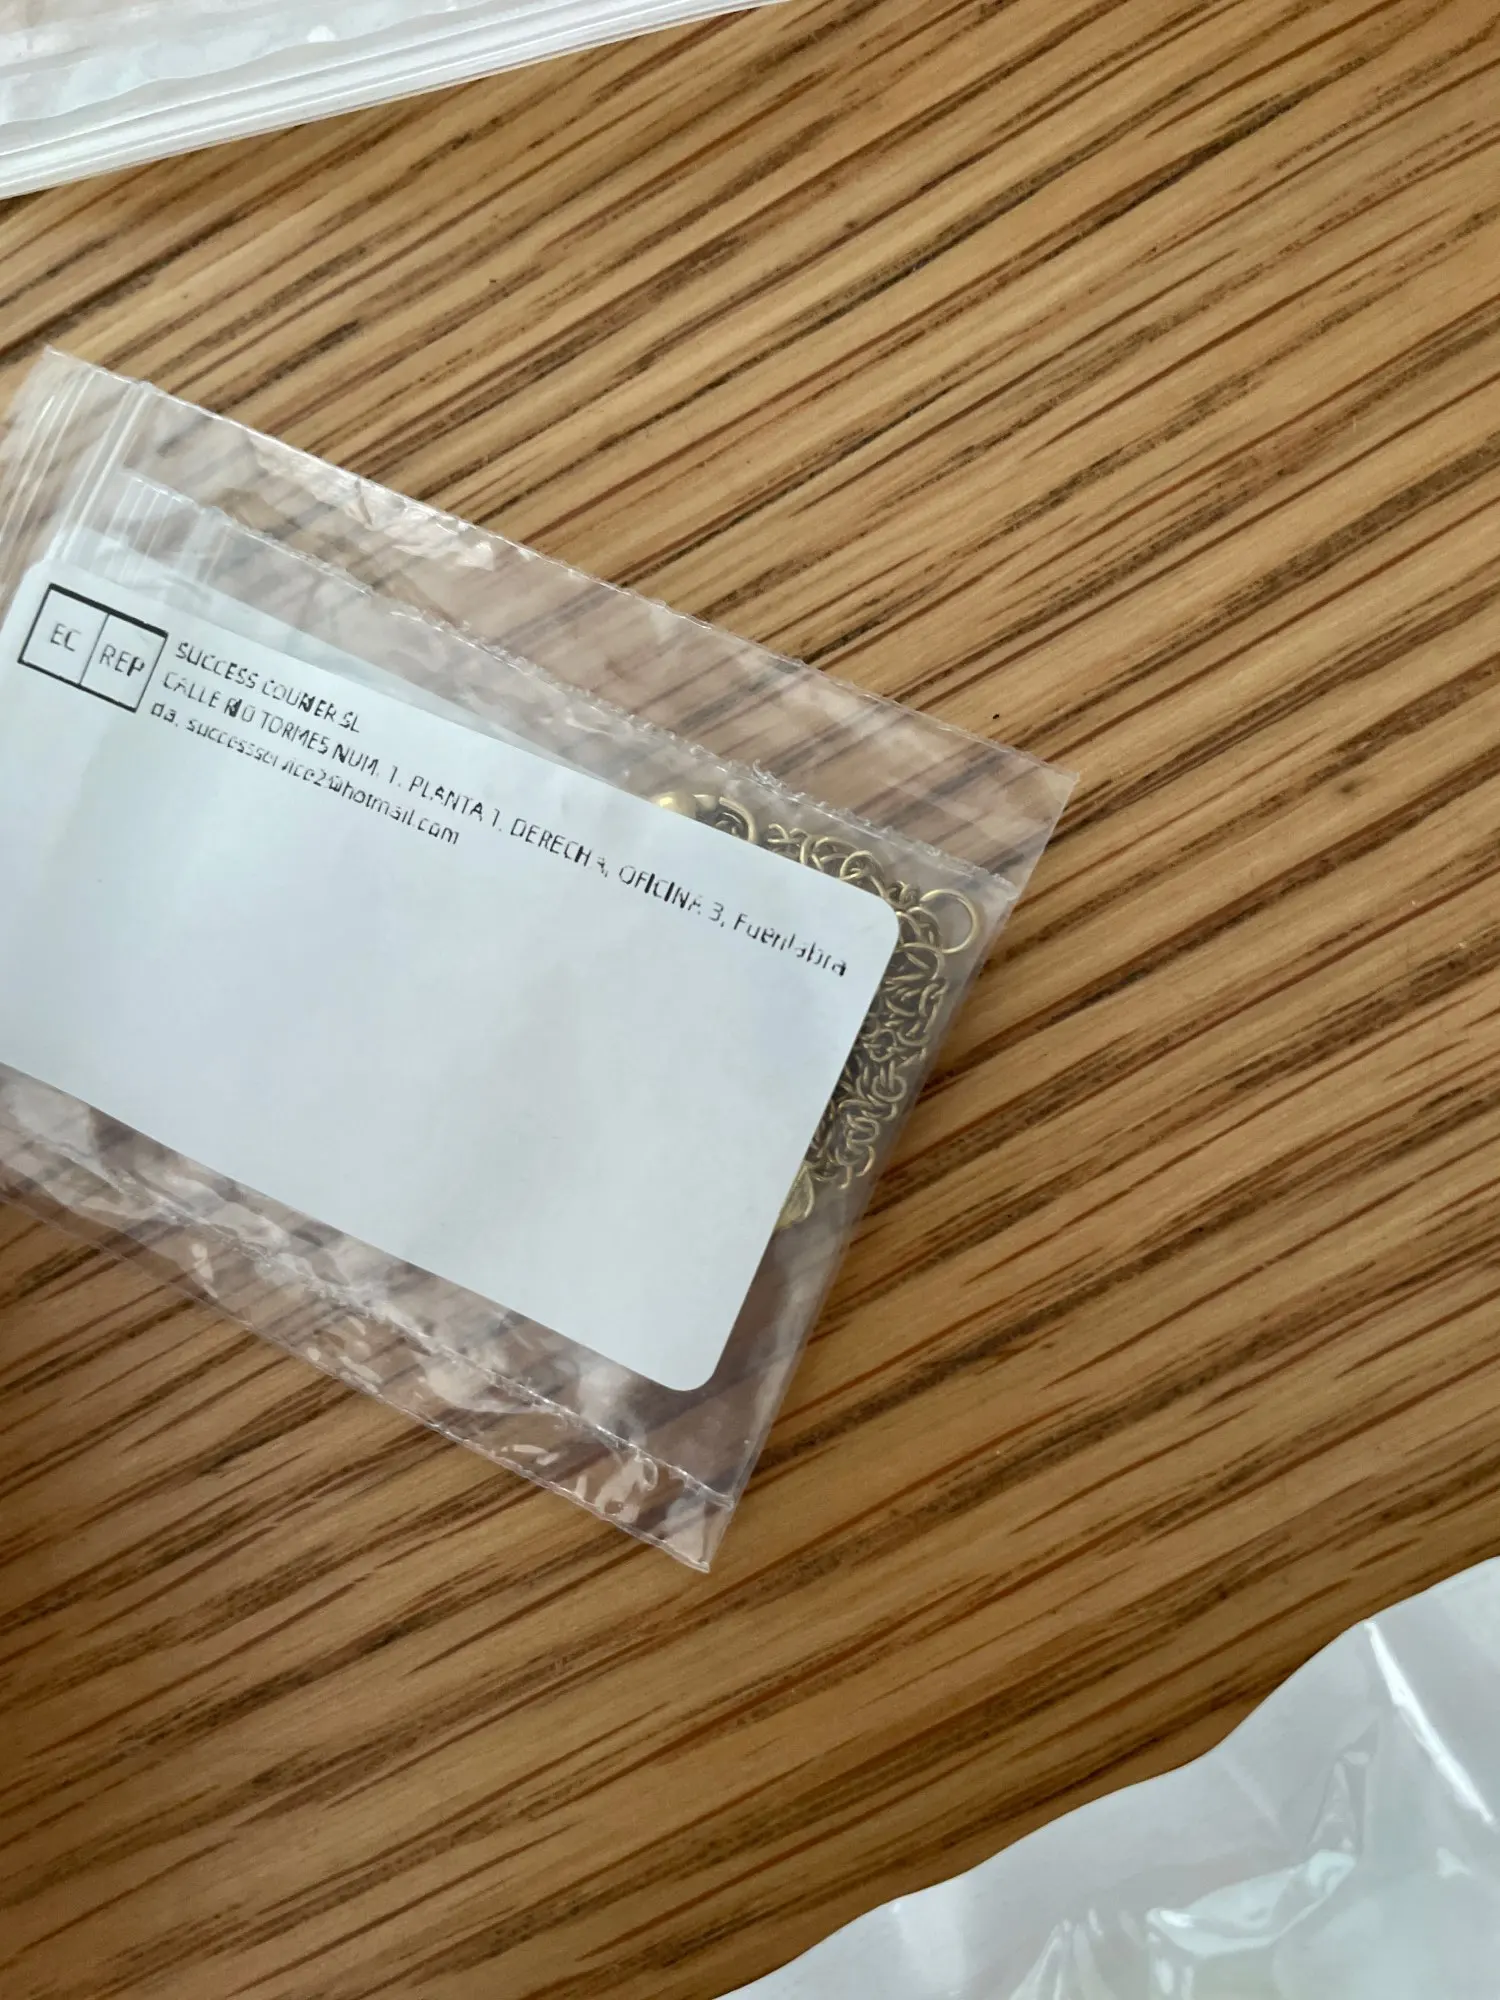 EC REP
SUCCESS COURIER SL
CALLE RIO TORMES NUM. 1, PLANTA 1, DERECHA, OFICINA 3, Fuenlabra
da, successservice2@hotmail.com